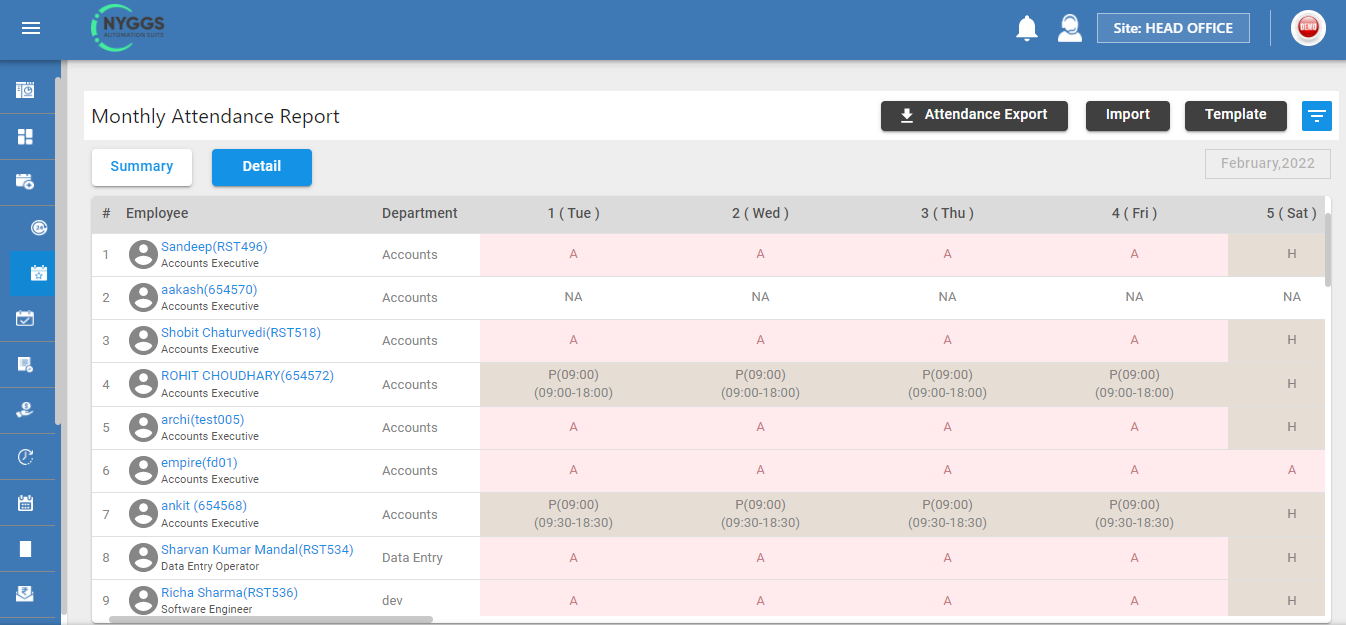 NYGGS
AUTOMATION SUITE
Site: HEAD OFFICE
DEMO
Monthly Attendance Report
Attendance Export
Import
Template
Summary
Detail
February,2022
# Employee Department 1 ( Tue ) 2 ( Wed ) 3 ( Thu ) 4 ( Fri ) 5 ( Sat )
1 Sandeep(RST496) Accounts A A A A H
Accounts Executive
2 aakash(654570) Accounts NA NA NA NA NA
Accounts Executive
3 Shobit Chaturvedi(RST518) Accounts A A A A H
Accounts Executive
4 ROHIT CHOUDHARY(654572) Accounts P(09:00) P(09:00) P(09:00) P(09:00) H
Accounts Executive (09:00-18:00) (09:00-18:00) (09:00-18:00) (09:00-18:00)
5 archi(test005) Accounts A A A A H
Accounts Executive
6 empire(fd01) Accounts A A A A A
Accounts Executive
7 ankit (654568) Accounts P(09:00) P(09:00) P(09:00) P(09:00) H
Accounts Executive (09:30-18:30) (09:30-18:30) (09:30-18:30) (09:30-18:30)
8 Sharvan Kumar Mandal(RST534) Data Entry A A A A H
Data Entry Operator
9 Richa Sharma(RST536) dev A A A A H
Software Engineer